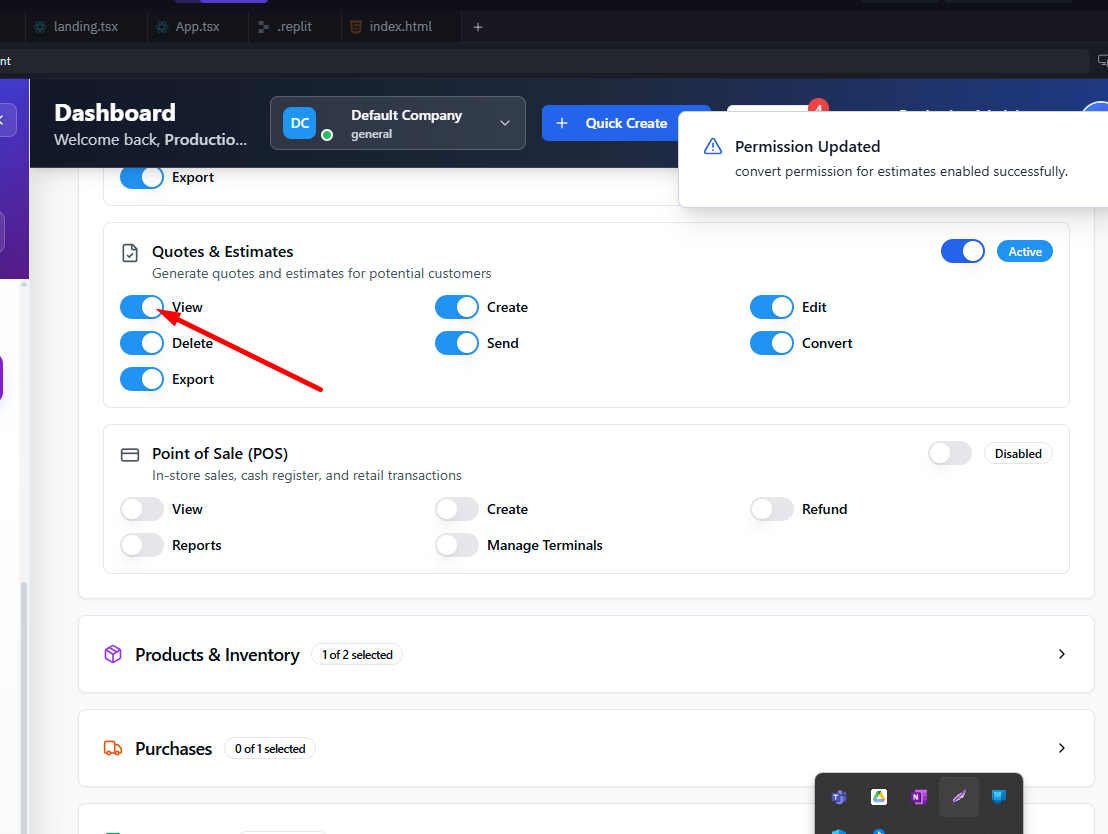 landing.tsx
App.tsx
.replit
index.html
+
nt
Dashboard
Welcome back, Productio...
DC
Default Company
general
+ Quick Create
4
Permission Updated
convert permission for estimates enabled successfully.
Export
Quotes & Estimates
Generate quotes and estimates for potential customers
Active
View
Create
Edit
Delete
Send
Convert
Export
Point of Sale (POS)
In-store sales, cash register, and retail transactions
Disabled
View
Create
Refund
Reports
Manage Terminals
Products & Inventory
1 of 2 selected
Purchases
0 of 1 selected